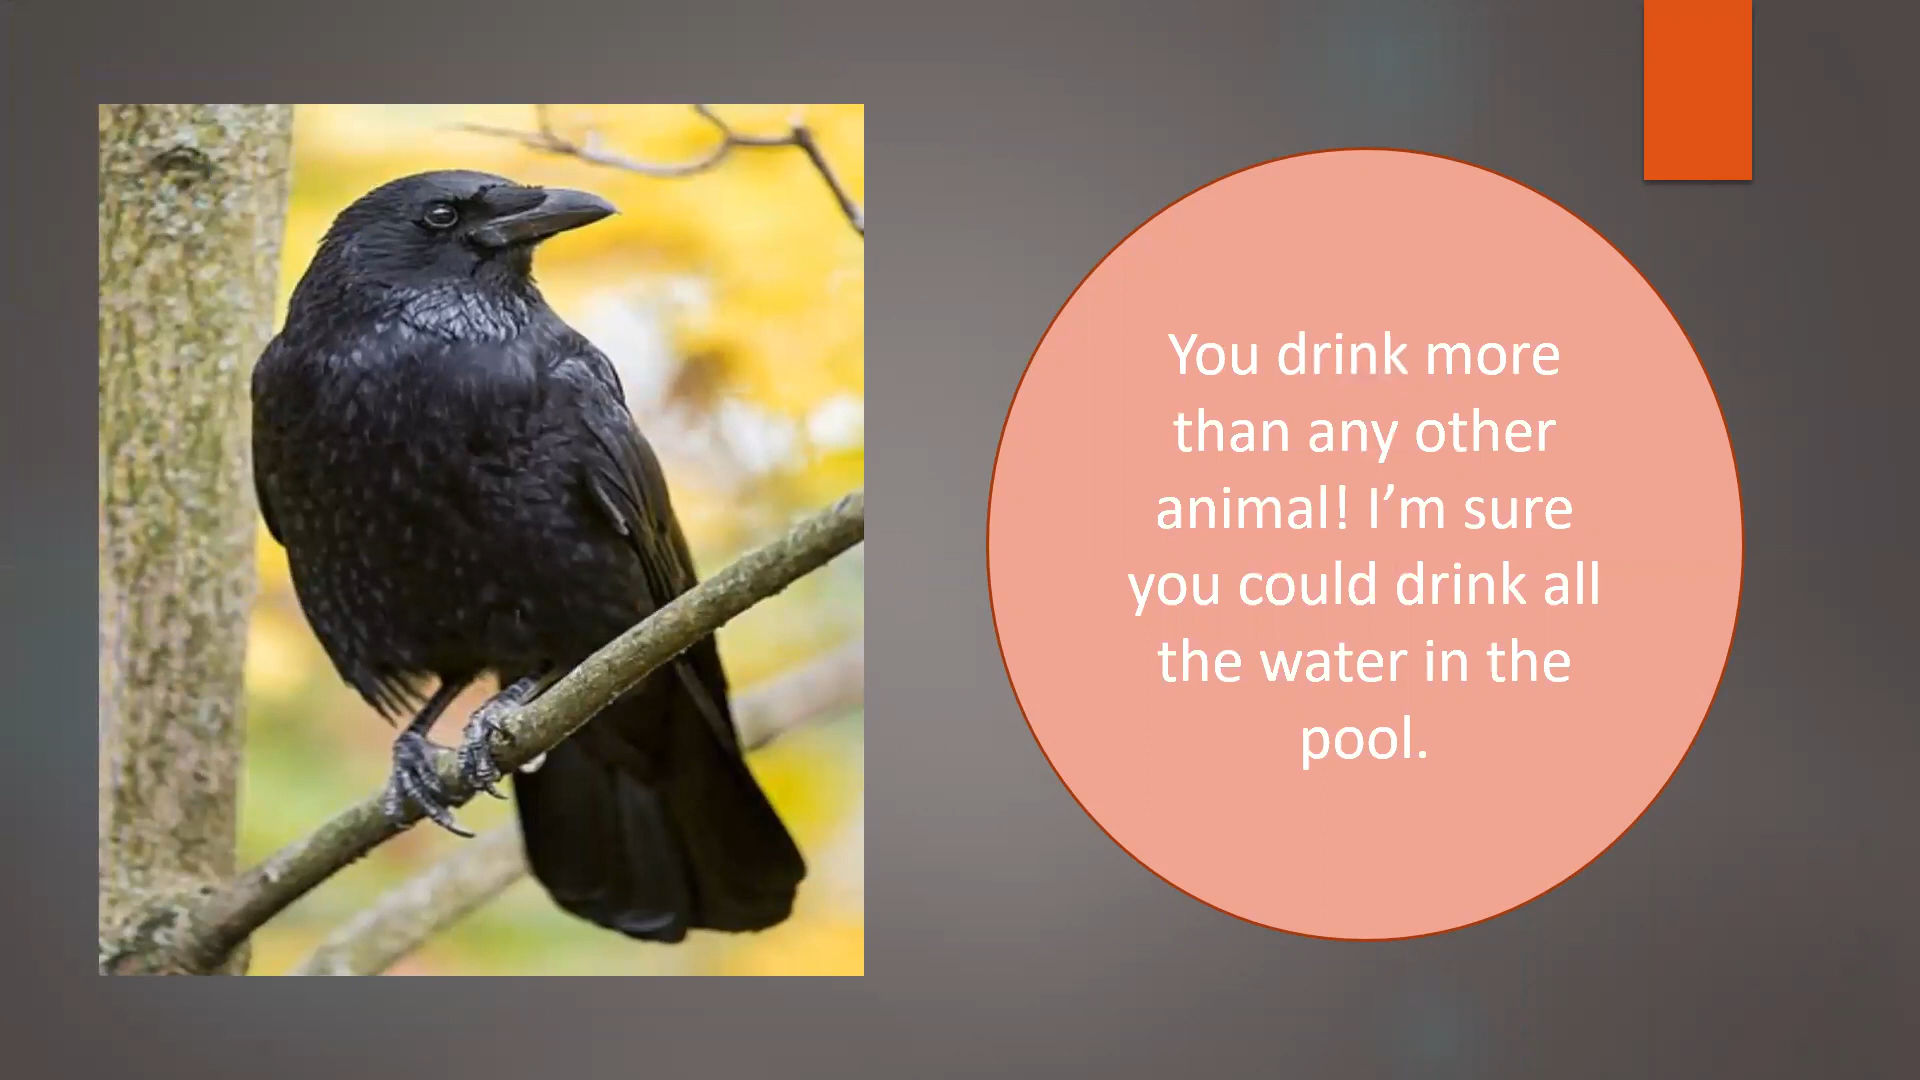 You drink more
than any other
animal! I’m sure
you could drink all
the water in the
pool.